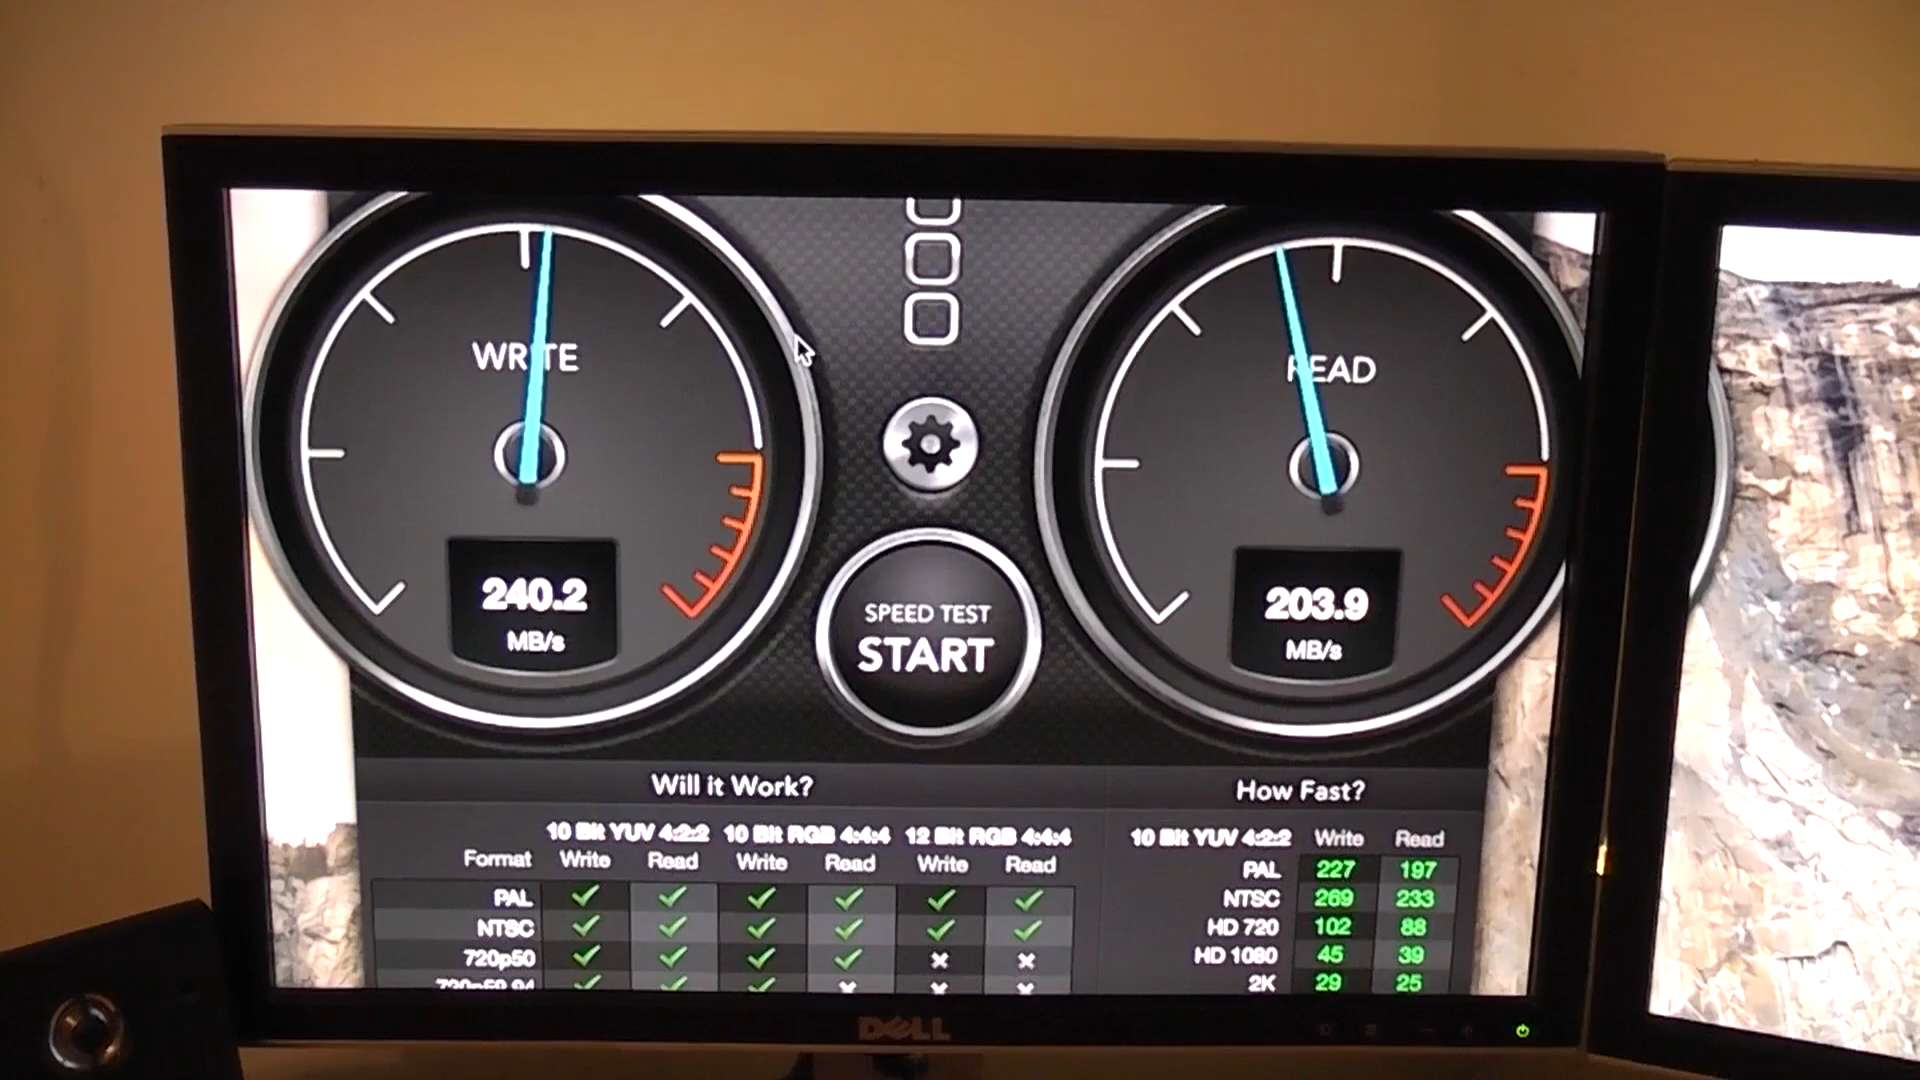 WRITE
READ
240.2
MB/s
203.9
MB/s
SPEED TEST
START
Will it Work?
How Fast?
10 Bit YUV 4:2:2 10 Bit RGB 4:4:4 12 Bit RGB 4:4:4
Format Write Read Write Read Write Read
PAL
NTSC
720p50
720p59.94
10 Bit YUV 4:2:2 Write Read
PAL 227 197
NTSC 269 233
HD 720 102 88
HD 1080 45 39
2K 29 25
DELL